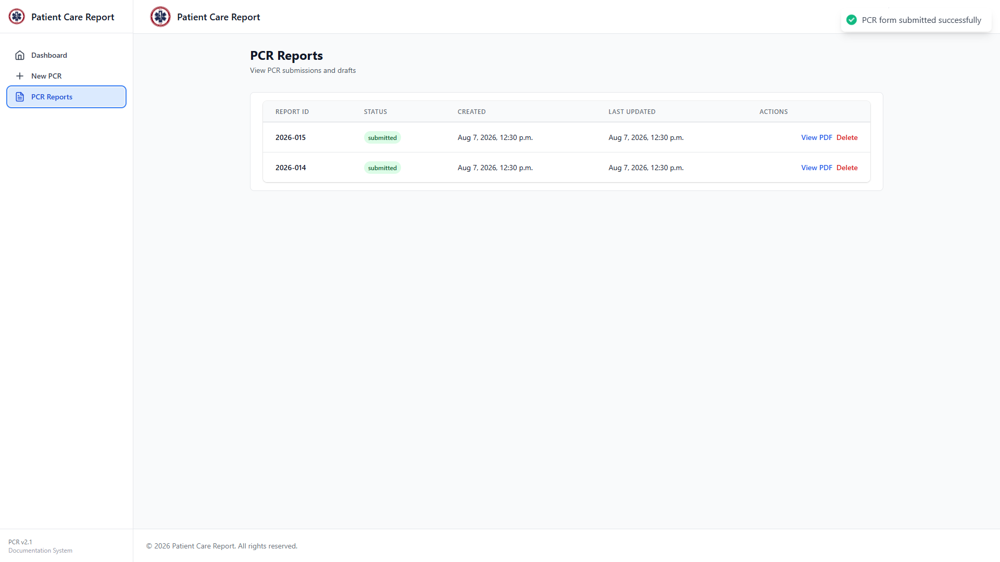 Patient Care Report
Patient Care Report
PCR form submitted successfully
Dashboard
New PCR
PCR Reports
PCR Reports
View PCR submissions and drafts
REPORT ID STATUS CREATED LAST UPDATED ACTIONS
2026-015 submitted Aug 7, 2026, 12:30 p.m. Aug 7, 2026, 12:30 p.m. View PDF Delete
2026-014 submitted Aug 7, 2026, 12:30 p.m. Aug 7, 2026, 12:30 p.m. View PDF Delete
PCR v2.1
Documentation System
© 2026 Patient Care Report. All rights reserved.